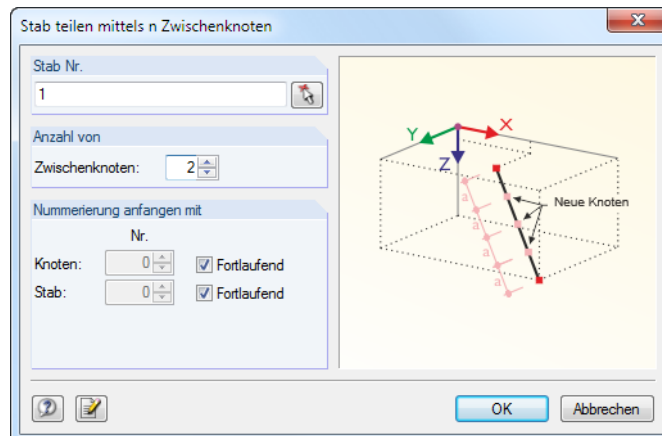 Stab teilen mittels n Zwischenknoten
Stab Nr.
1
Anzahl von
Zwischenknoten: 2
Nummerierung anfangen mit
Nr.
Knoten: 0 Fortlaufend
Stab: 0 Fortlaufend
Y X
Z
Neue Knoten
a
a
a
a
OK Abbrechen